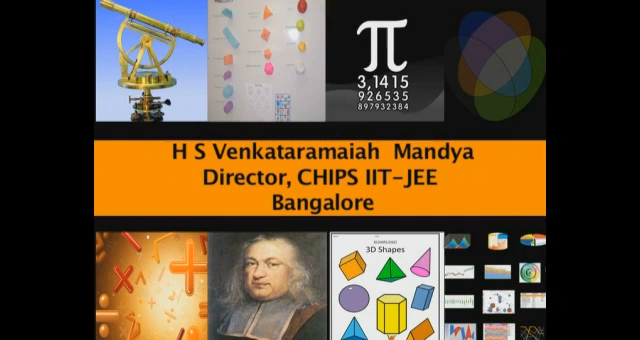 π
3,1415
926535
897932384
H S Venkataramaiah Mandya
Director, CHIPS IIT-JEE
Bangalore
3D Shapes